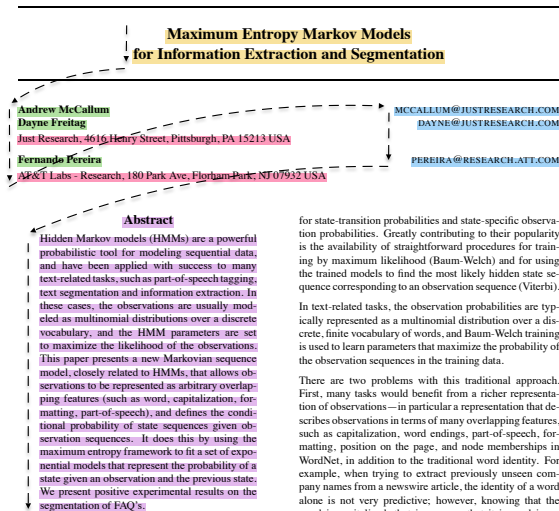 Maximum Entropy Markov Models
for Information Extraction and Segmentation
Andrew McCallum
Dayne Freitag
Just Research, 4616 Henry Street, Pittsburgh, PA 15213 USA
Fernando Pereira
AT&T Labs - Research, 180 Park Ave, Florham Park, NJ 07932 USA
MCCALLUM@JUSTRESEARCH.COM
DAYNE@JUSTRESEARCH.COM
PEREIRA@RESEARCH.ATT.COM
Abstract
Hidden Markov models (HMMs) are a powerful
probabilistic tool for modeling sequential data,
and have been applied with success to many
text-related tasks, such as part-of-speech tagging,
text segmentation and information extraction. In
these cases, the observations are usually mod-
eled as multinomial distributions over a discrete
vocabulary, and the HMM parameters are set
to maximize the likelihood of the observations.
This paper presents a new Markovian sequence
model, closely related to HMMs, that allows ob-
servations to be represented as arbitrary overlap-
ping features (such as word, capitalization, for-
matting, part-of-speech), and defines the condi-
tional probability of state sequences given ob-
servation sequences. It does this by using the
maximum entropy framework to fit a set of expo-
nential models that represent the probability of a
state given an observation and the previous state.
We present positive experimental results on the
segmentation of FAQ's.
for state-transition probabilities and state-specific observa-
tion probabilities. Greatly contributing to their popularity
is the availability of straightforward procedures for train-
ing by maximum likelihood (Baum-Welch) and for using
the trained models to find the most likely hidden state se-
quence corresponding to an observation sequence (Viterbi).
In text-related tasks, the observation probabilities are typ-
ically represented as a multinomial distribution over a dis-
crete, finite vocabulary of words, and Baum-Welch training
is used to learn parameters that maximize the probability of
the observation sequences in the training data.
There are two problems with this traditional approach.
First, many tasks would benefit from a richer representa-
tion of observations—in particular a representation that de-
scribes observations in terms of many overlapping features,
such as capitalization, word endings, part-of-speech, for-
matting, position on the page, and node memberships in
WordNet, in addition to the traditional word identity. For
example, when trying to extract previously unseen com-
pany names from a newswire article, the identity of a word
alone is not very predictive; however, knowing that the